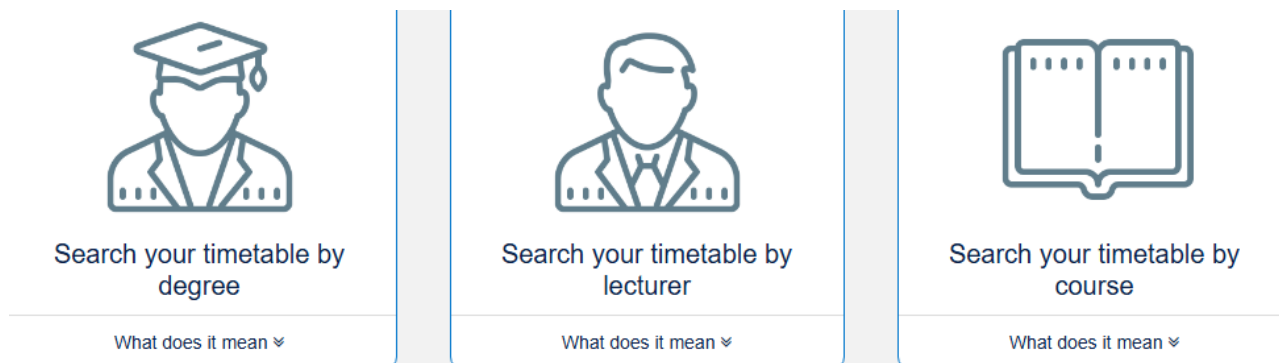 Search your timetable by
degree
What does it mean
Search your timetable by
lecturer
What does it mean
Search your timetable by
course
What does it mean